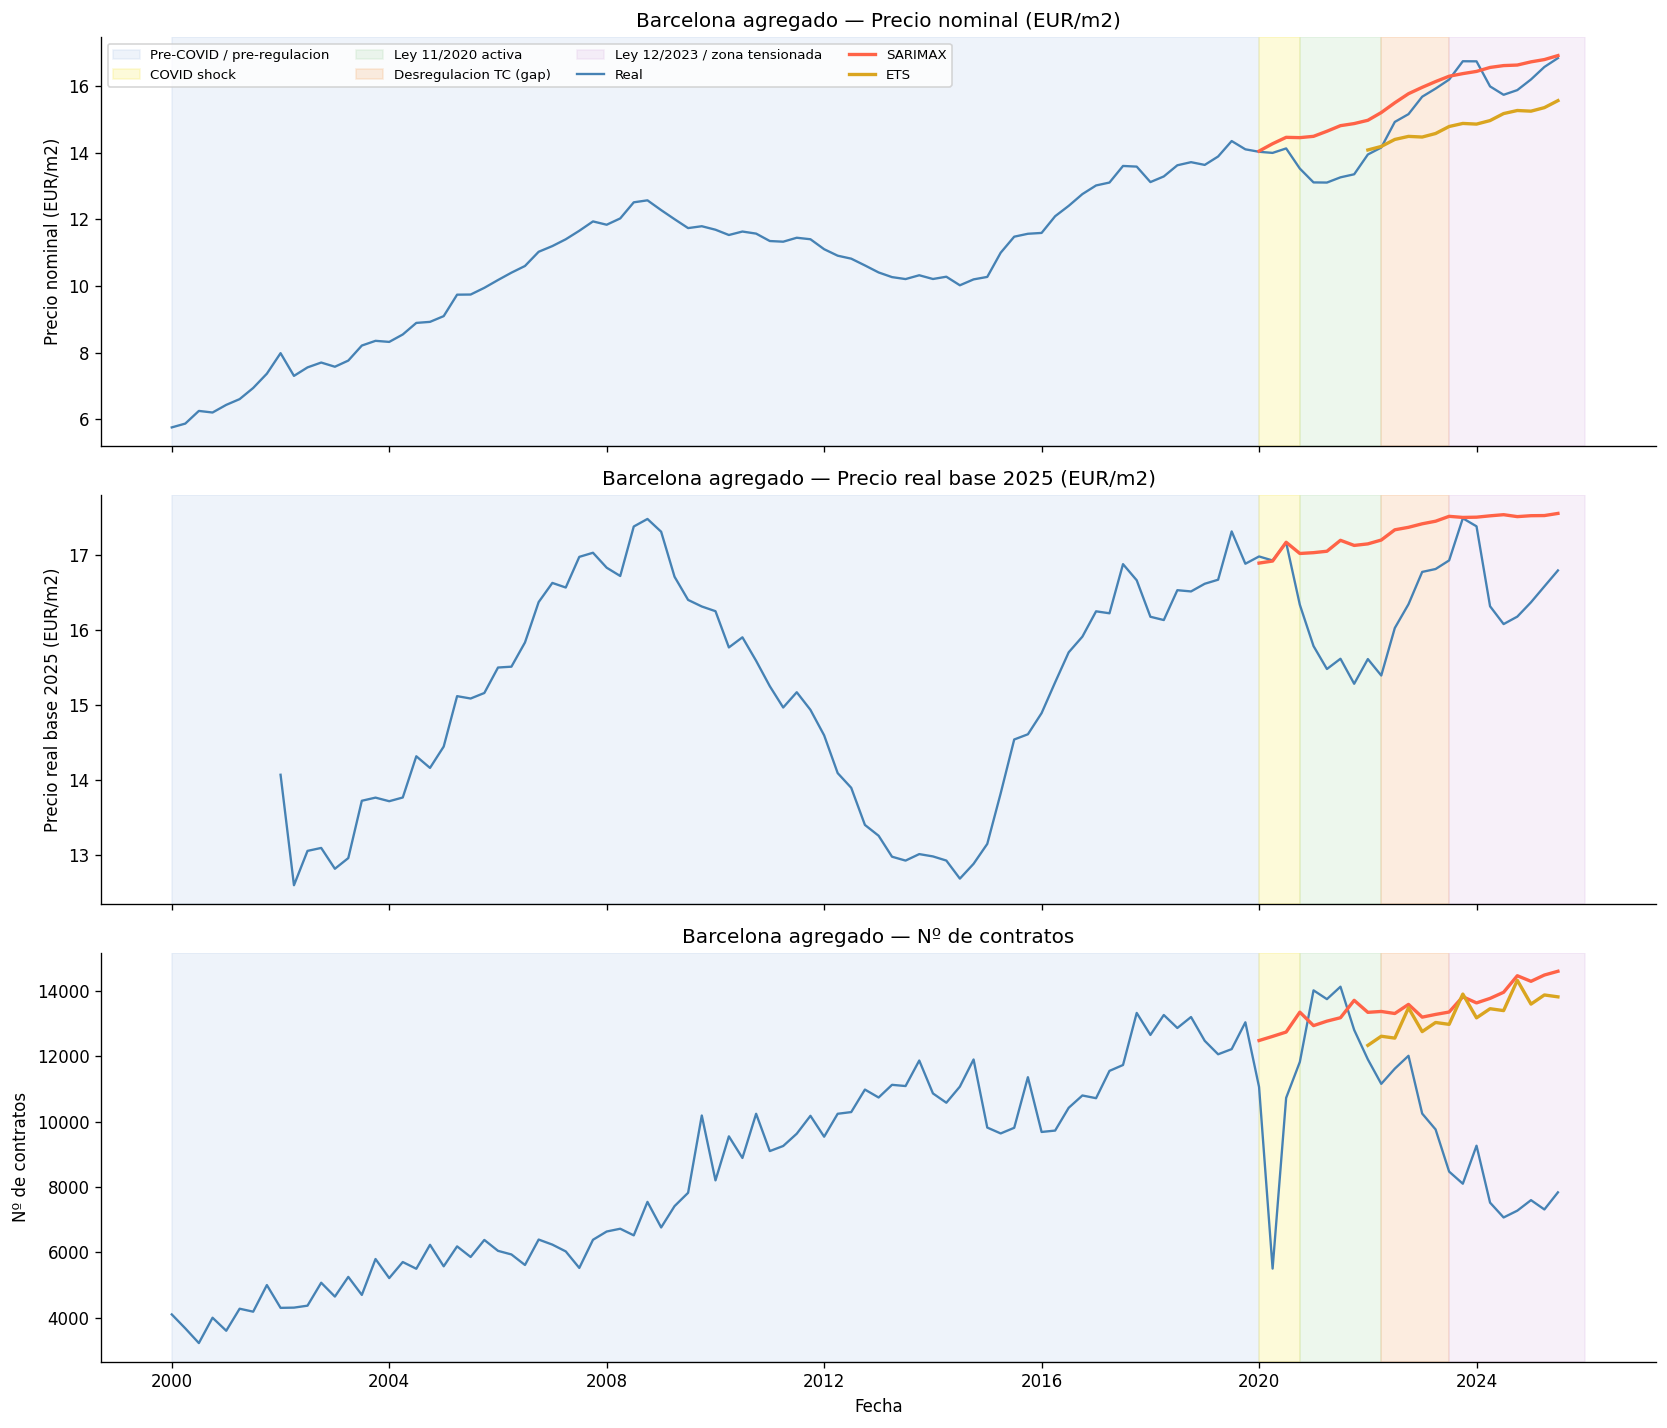 Barcelona agregado — Precio nominal (EUR/m2)
Pre-COVID / pre-regulacion
COVID shock
Ley 11/2020 activa
Desregulacion TC (gap)
Ley 12/2023 / zona tensionada
Real
SARIMAX
ETS
Precio nominal (EUR/m2)
16
14
12
10
8
6
Barcelona agregado — Precio real base 2025 (EUR/m2)
Precio real base 2025 (EUR/m2)
17
16
15
14
13
Barcelona agregado — Nº de contratos
Nº de contratos
14000
12000
10000
8000
6000
4000
2000
2004
2008
2012
2016
2020
2024
Fecha